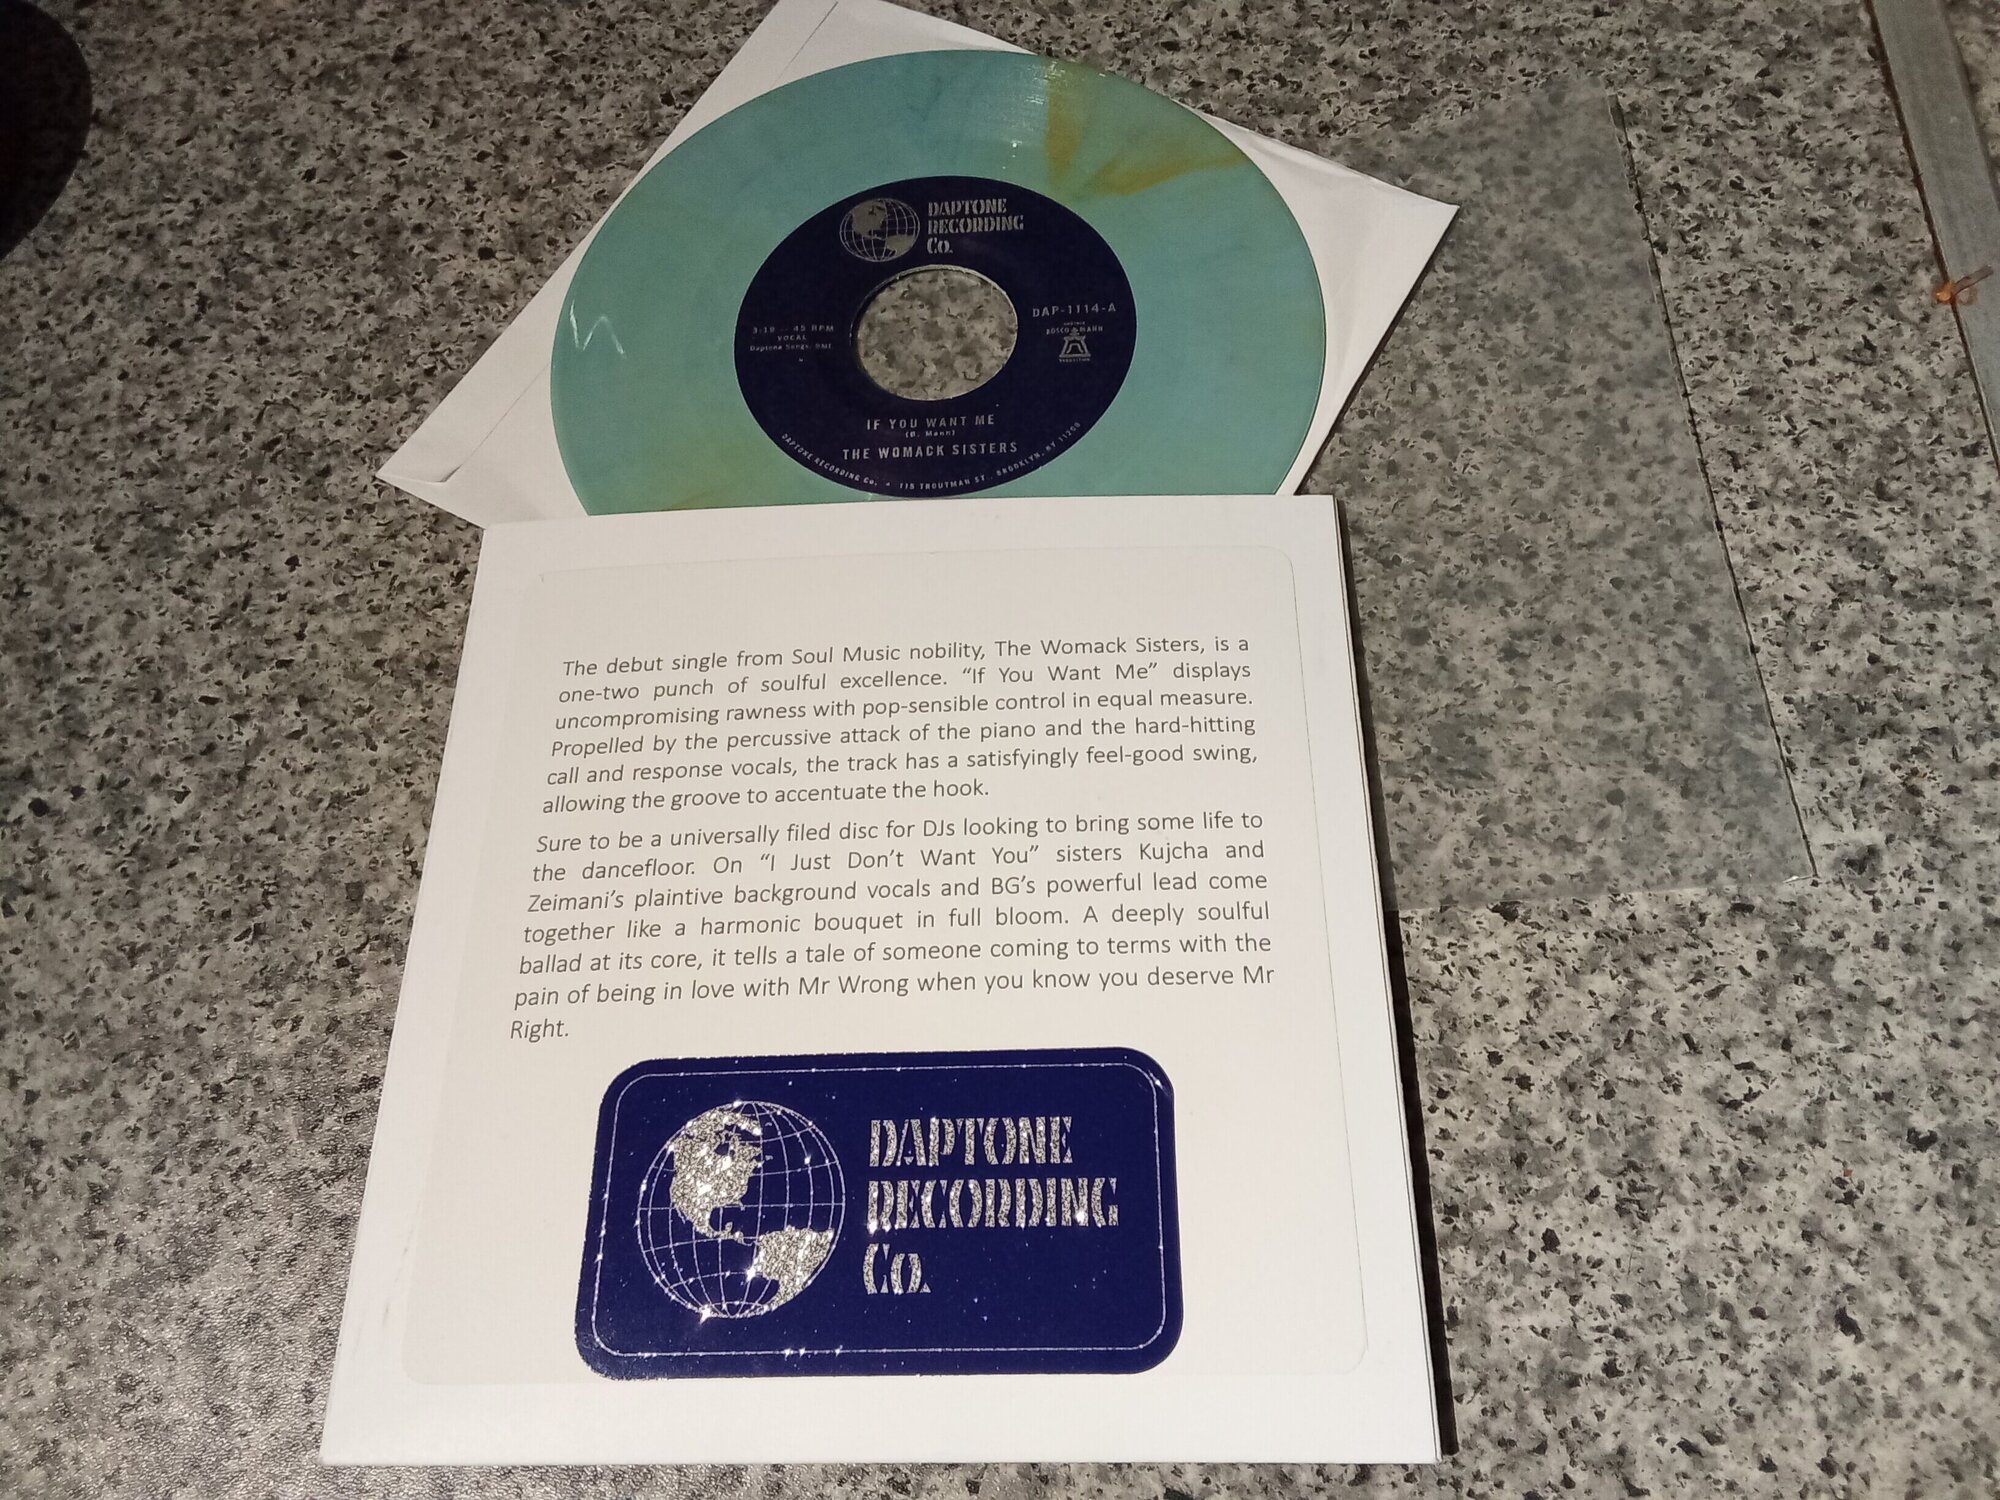 DAPTONE
RECORDING
Co.
DAP-1114-A
3:18 — 45 RPM
VOCAL
Daptone Songs, BMI.
ANOTHER
BOSCO MANN
PRODUCTION
IF YOU WANT ME
(B. Mann)
THE WOMACK SISTERS
DAPTONE RECORDING Co. • 115 TROUTMAN ST., BROOKLYN, NY 11206
The debut single from Soul Music nobility, The Womack Sisters, is a
one-two punch of soulful excellence. “If You Want Me” displays
uncompromising rawness with pop-sensible control in equal measure.
Propelled by the percussive attack of the piano and the hard-hitting
call and response vocals, the track has a satisfyingly feel-good swing,
allowing the groove to accentuate the hook.
Sure to be a universally filed disc for DJs looking to bring some life to
the dancefloor. On “I Just Don’t Want You” sisters Kujcha and
Zeimani’s plaintive background vocals and BG’s powerful lead come
together like a harmonic bouquet in full bloom. A deeply soulful
ballad at its core, it tells a tale of someone coming to terms with the
pain of being in love with Mr Wrong when you know you deserve Mr
Right.
DAPTONE
RECORDING
Co.